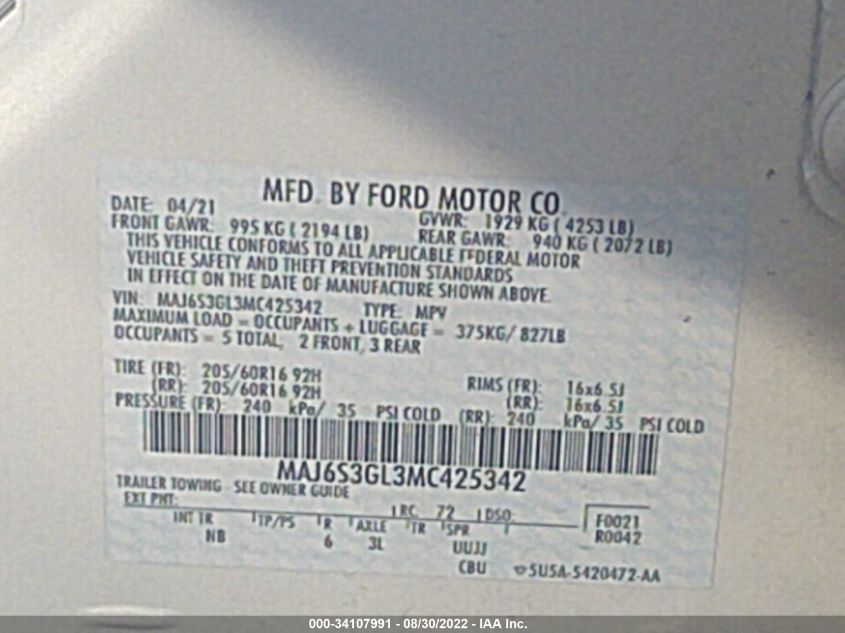 MFD. BY FORD MOTOR CO.
DATE: 04/21 GVWR: 1929 KG ( 4253 LB)
FRONT GAWR: 995 KG ( 2194 LB) REAR GAWR: 940 KG ( 2072 LB)
THIS VEHICLE CONFORMS TO ALL APPLICABLE FEDERAL MOTOR
VEHICLE SAFETY AND THEFT PREVENTION STANDARDS
IN EFFECT ON THE DATE OF MANUFACTURE SHOWN ABOVE.
VIN: MAJ6S3GL3MC425342 TYPE: MPV
MAXIMUM LOAD = OCCUPANTS + LUGGAGE = 375KG/ 827LB
OCCUPANTS = 5 TOTAL, 2 FRONT, 3 REAR
TIRE (FR): 205/60R16 92H RIMS (FR): 16x6.5J
(RR): 205/60R16 92H (RR): 16x6.5J
PRESSURE (FR): 240 kPa/ 35 PSI COLD (RR): 240 kPa/ 35 PSI COLD
MAJ6S3GL3MC425342
TRAILER TOWING - SEE OWNER GUIDE
EXT PNT: RC: 72 DSO: F0021
INT TR TP/PS R AXLE TR SPR R0042
NB 6 3L UUJJ
CBU 5U5A-5420472-AA
000-34107991 - 08/30/2022 - IAA Inc.